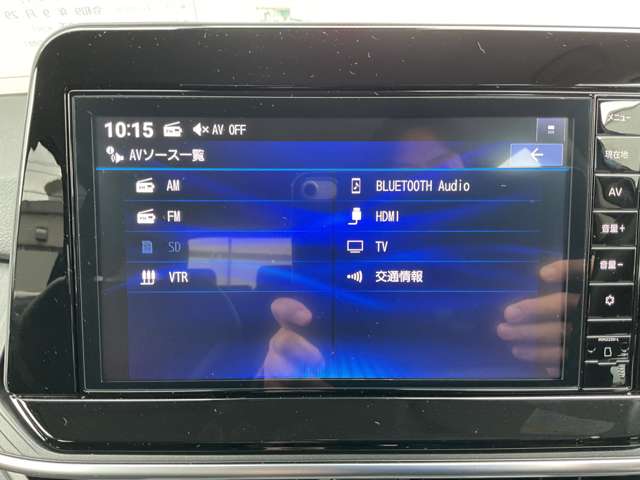 10:15 AV OFF
AVソース一覧
AM
FM
SD
VTR
BLUETOOTH Audio
HDMI
TV
交通情報
メニュー
現在地
AV
音量+
音量-